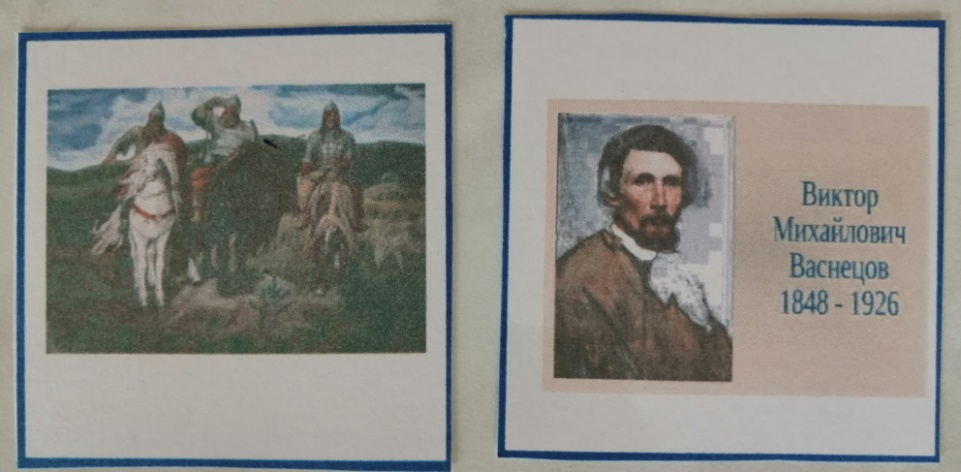 Виктор
Михайлович
Васнецов
1848 - 1926